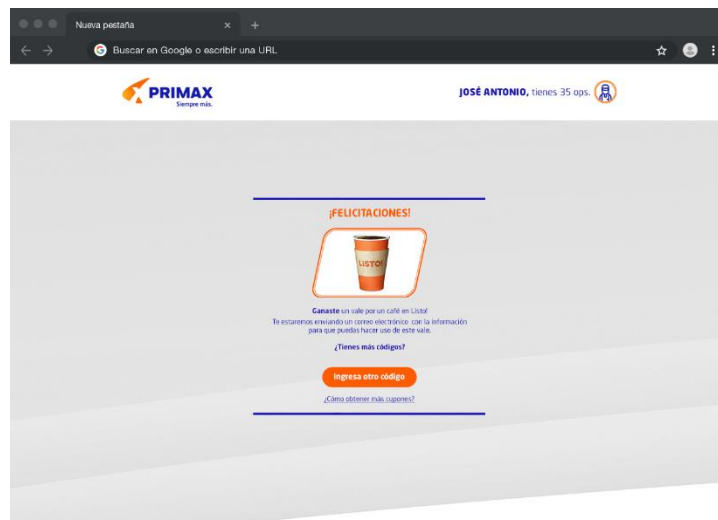 Nueva pestaña
Buscar en Google o escribir una URL
PRIMAX
Siempre más.
JOSÉ ANTONIO, tienes 35 ops.
¡FELICITACIONES!
LISTO!
Ganaste un vale por un café en Listo!
Te estaremos enviando un correo electrónico con la información
para que puedas hacer uso de este vale.
¿Tienes más códigos?
Ingresa otro código
¿Cómo obtener más cupones?